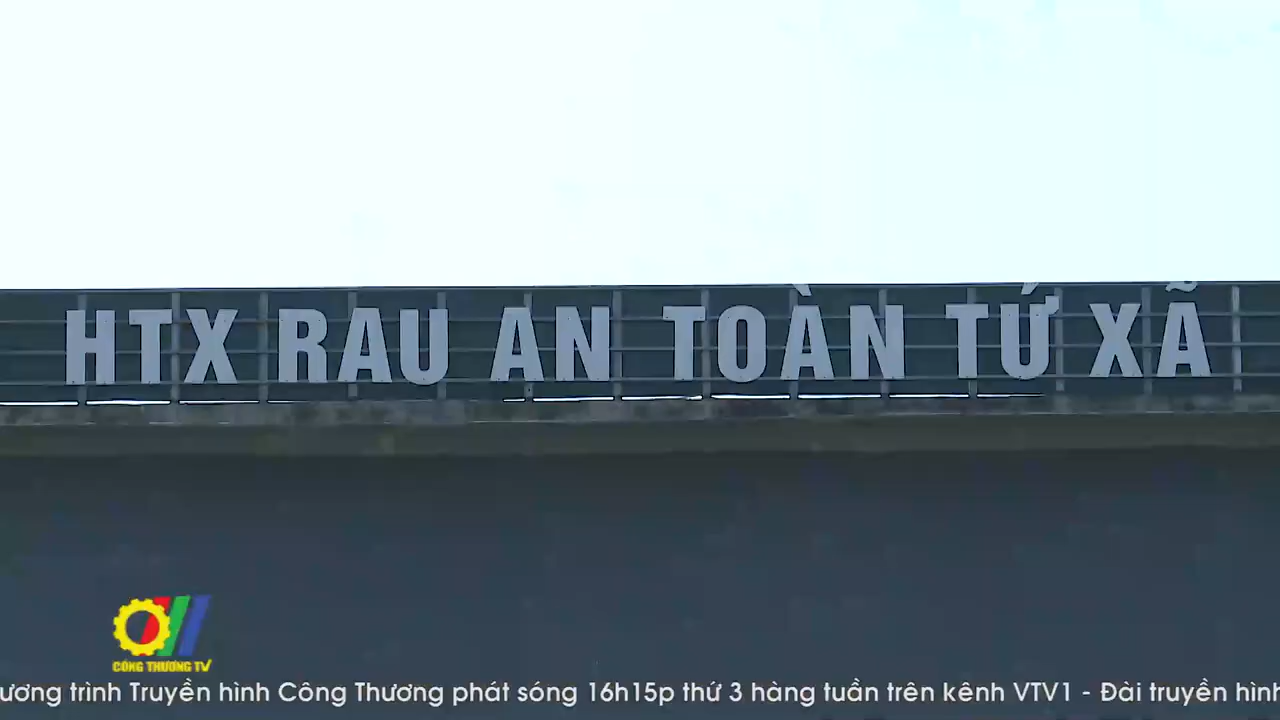 HTX RAU AN TOÀN TỨ XÃ
CÔNG THƯƠNG TV
ương trình Truyền hình Công Thương phát sóng 16h15p thứ 3 hàng tuần trên kênh VTV1 - Đài truyền hình